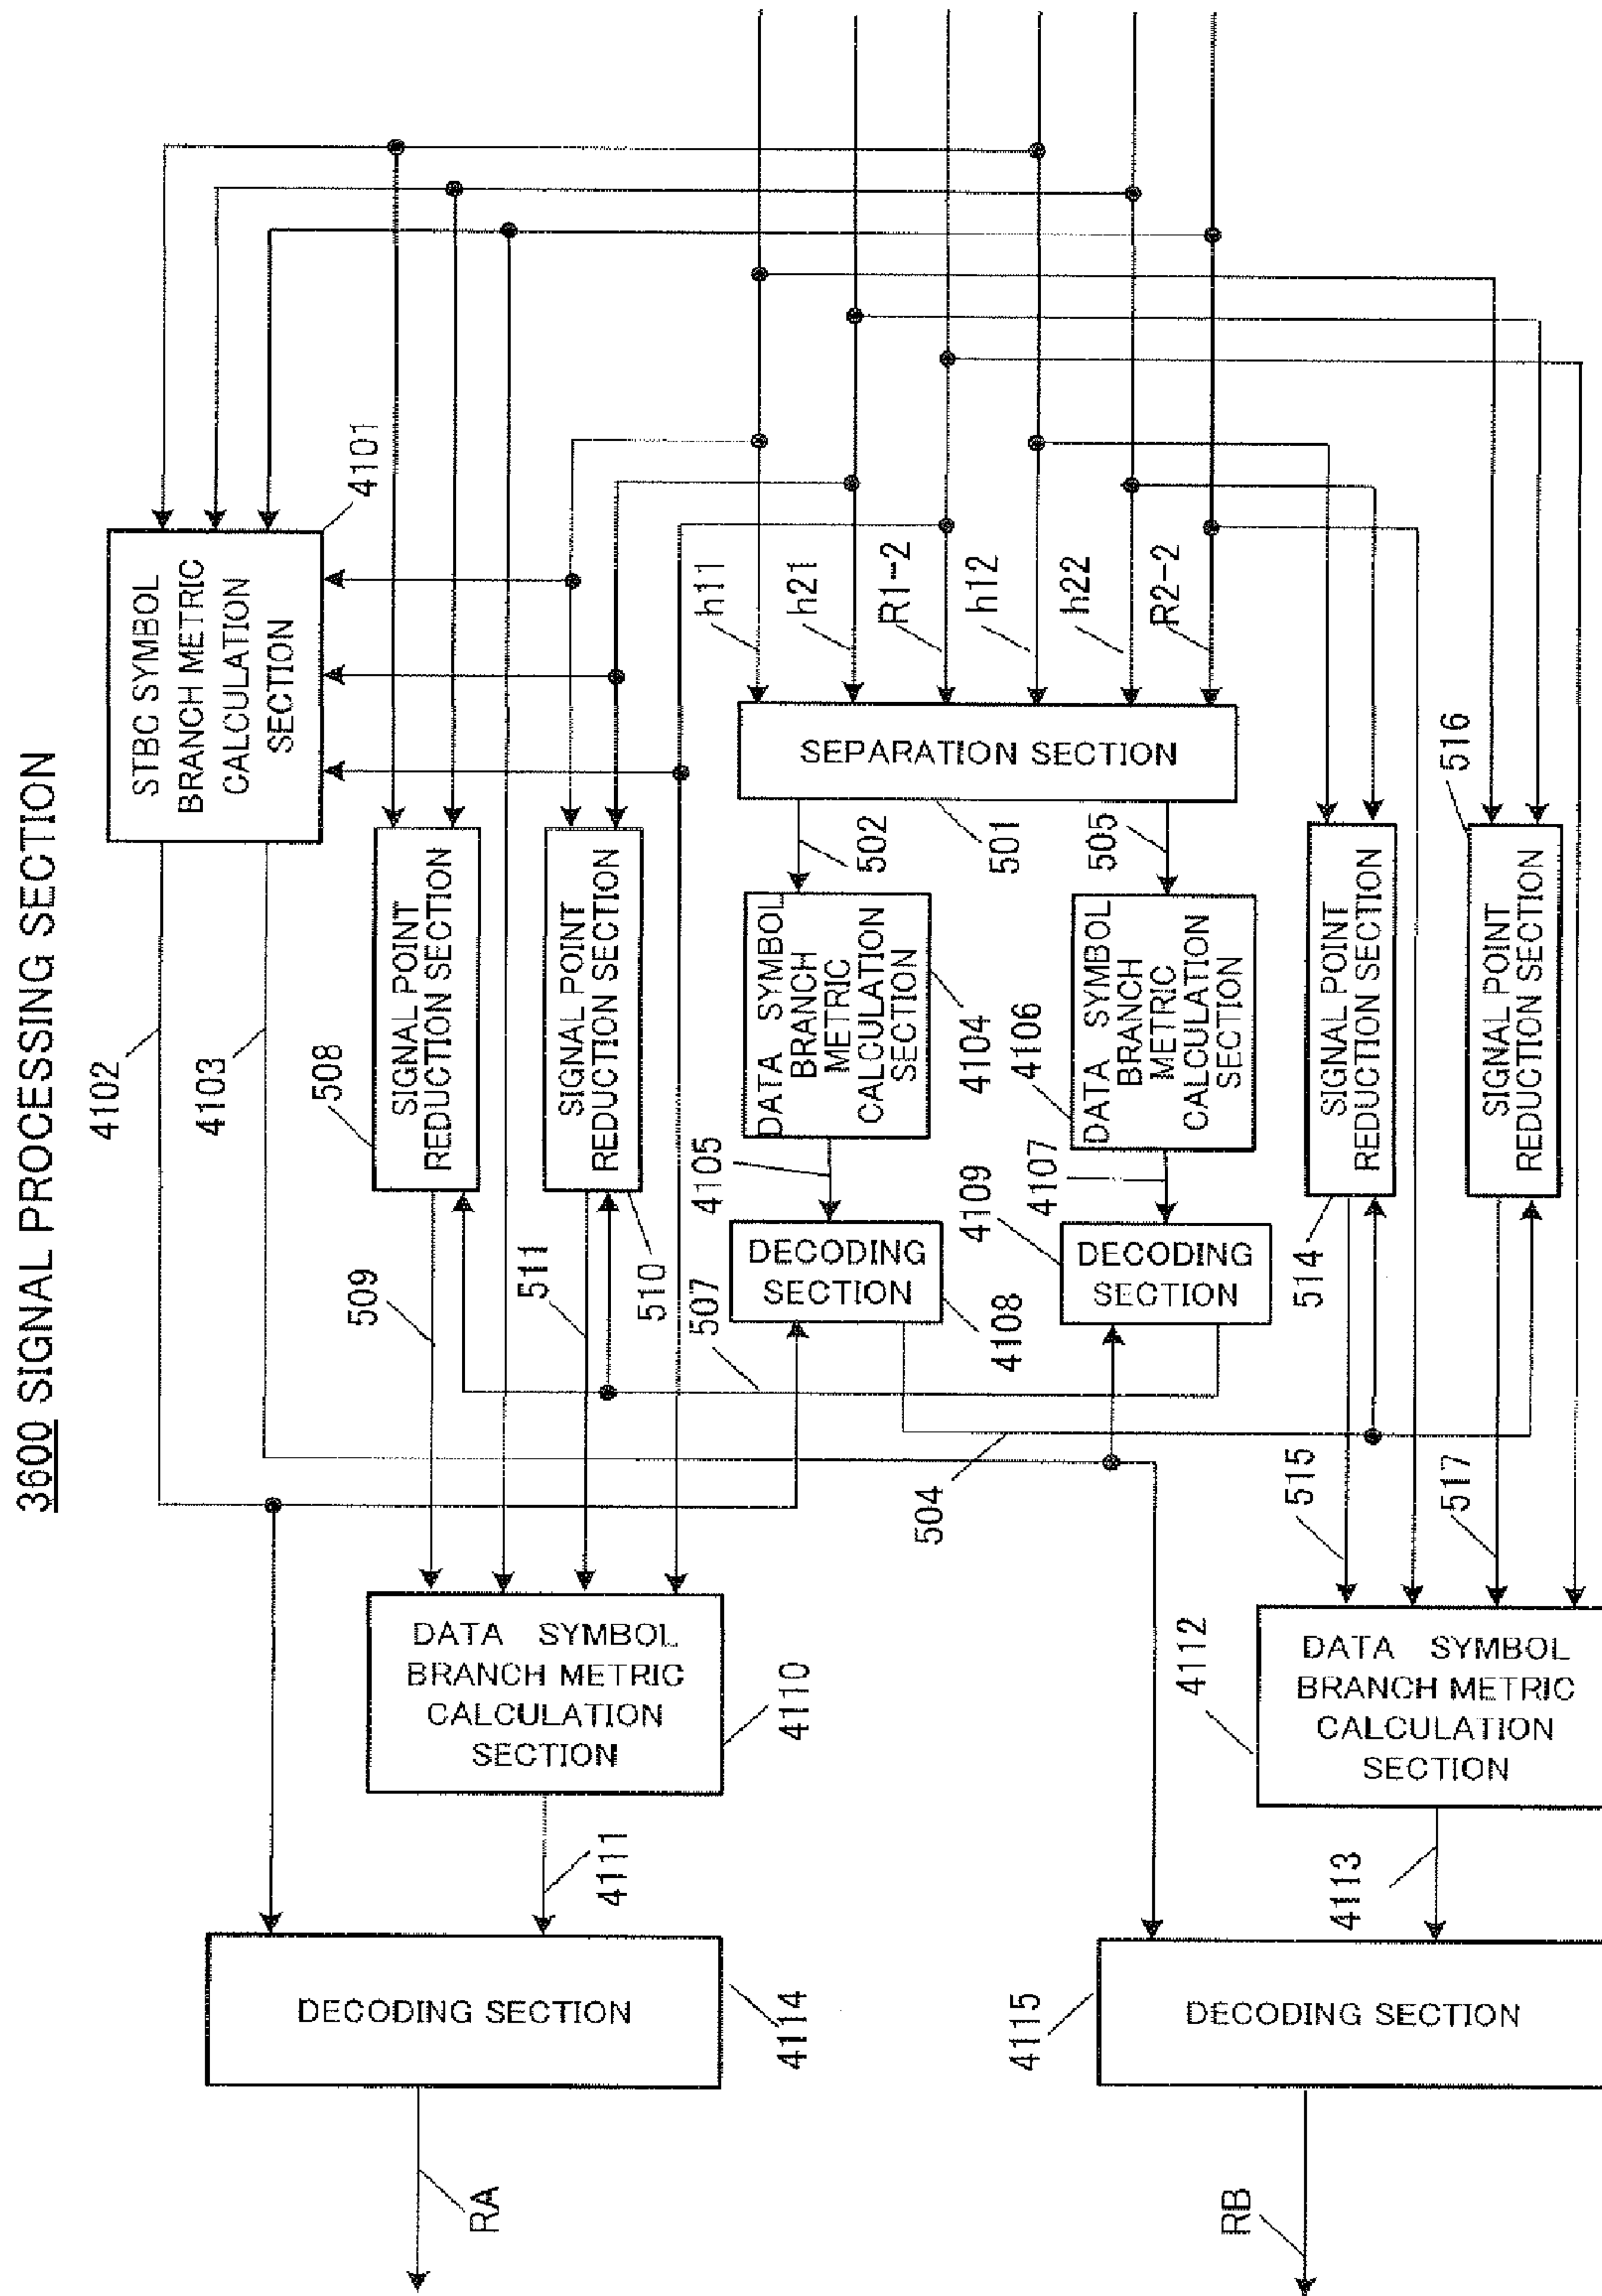 3600 SIGNAL PROCESSING SECTION
4102
4103
STBC SYMBOL
BRANCH METRIC
CALCULATION
SECTION
4101
508
SIGNAL POINT
REDUCTION SECTION
509
SIGNAL POINT
REDUCTION SECTION
510
511
507
h11
h21
R1-2
h12
h22
R2-2
SEPARATION SECTION
501
502
505
DATA SYMBOL
BRANCH
METRIC
CALCULATION
SECTION
4104
4105
4106
DATA SYMBOL
BRANCH
METRIC
CALCULATION
SECTION
4107
DECODING
SECTION
4108
4109
DECODING
SECTION
504
SIGNAL POINT
REDUCTION SECTION
514
515
516
SIGNAL POINT
REDUCTION SECTION
517
DATA SYMBOL
BRANCH METRIC
CALCULATION
SECTION
4110
4111
4112
DATA SYMBOL
BRANCH METRIC
CALCULATION
SECTION
4113
DECODING SECTION
4114
4115
DECODING SECTION
RA
RB